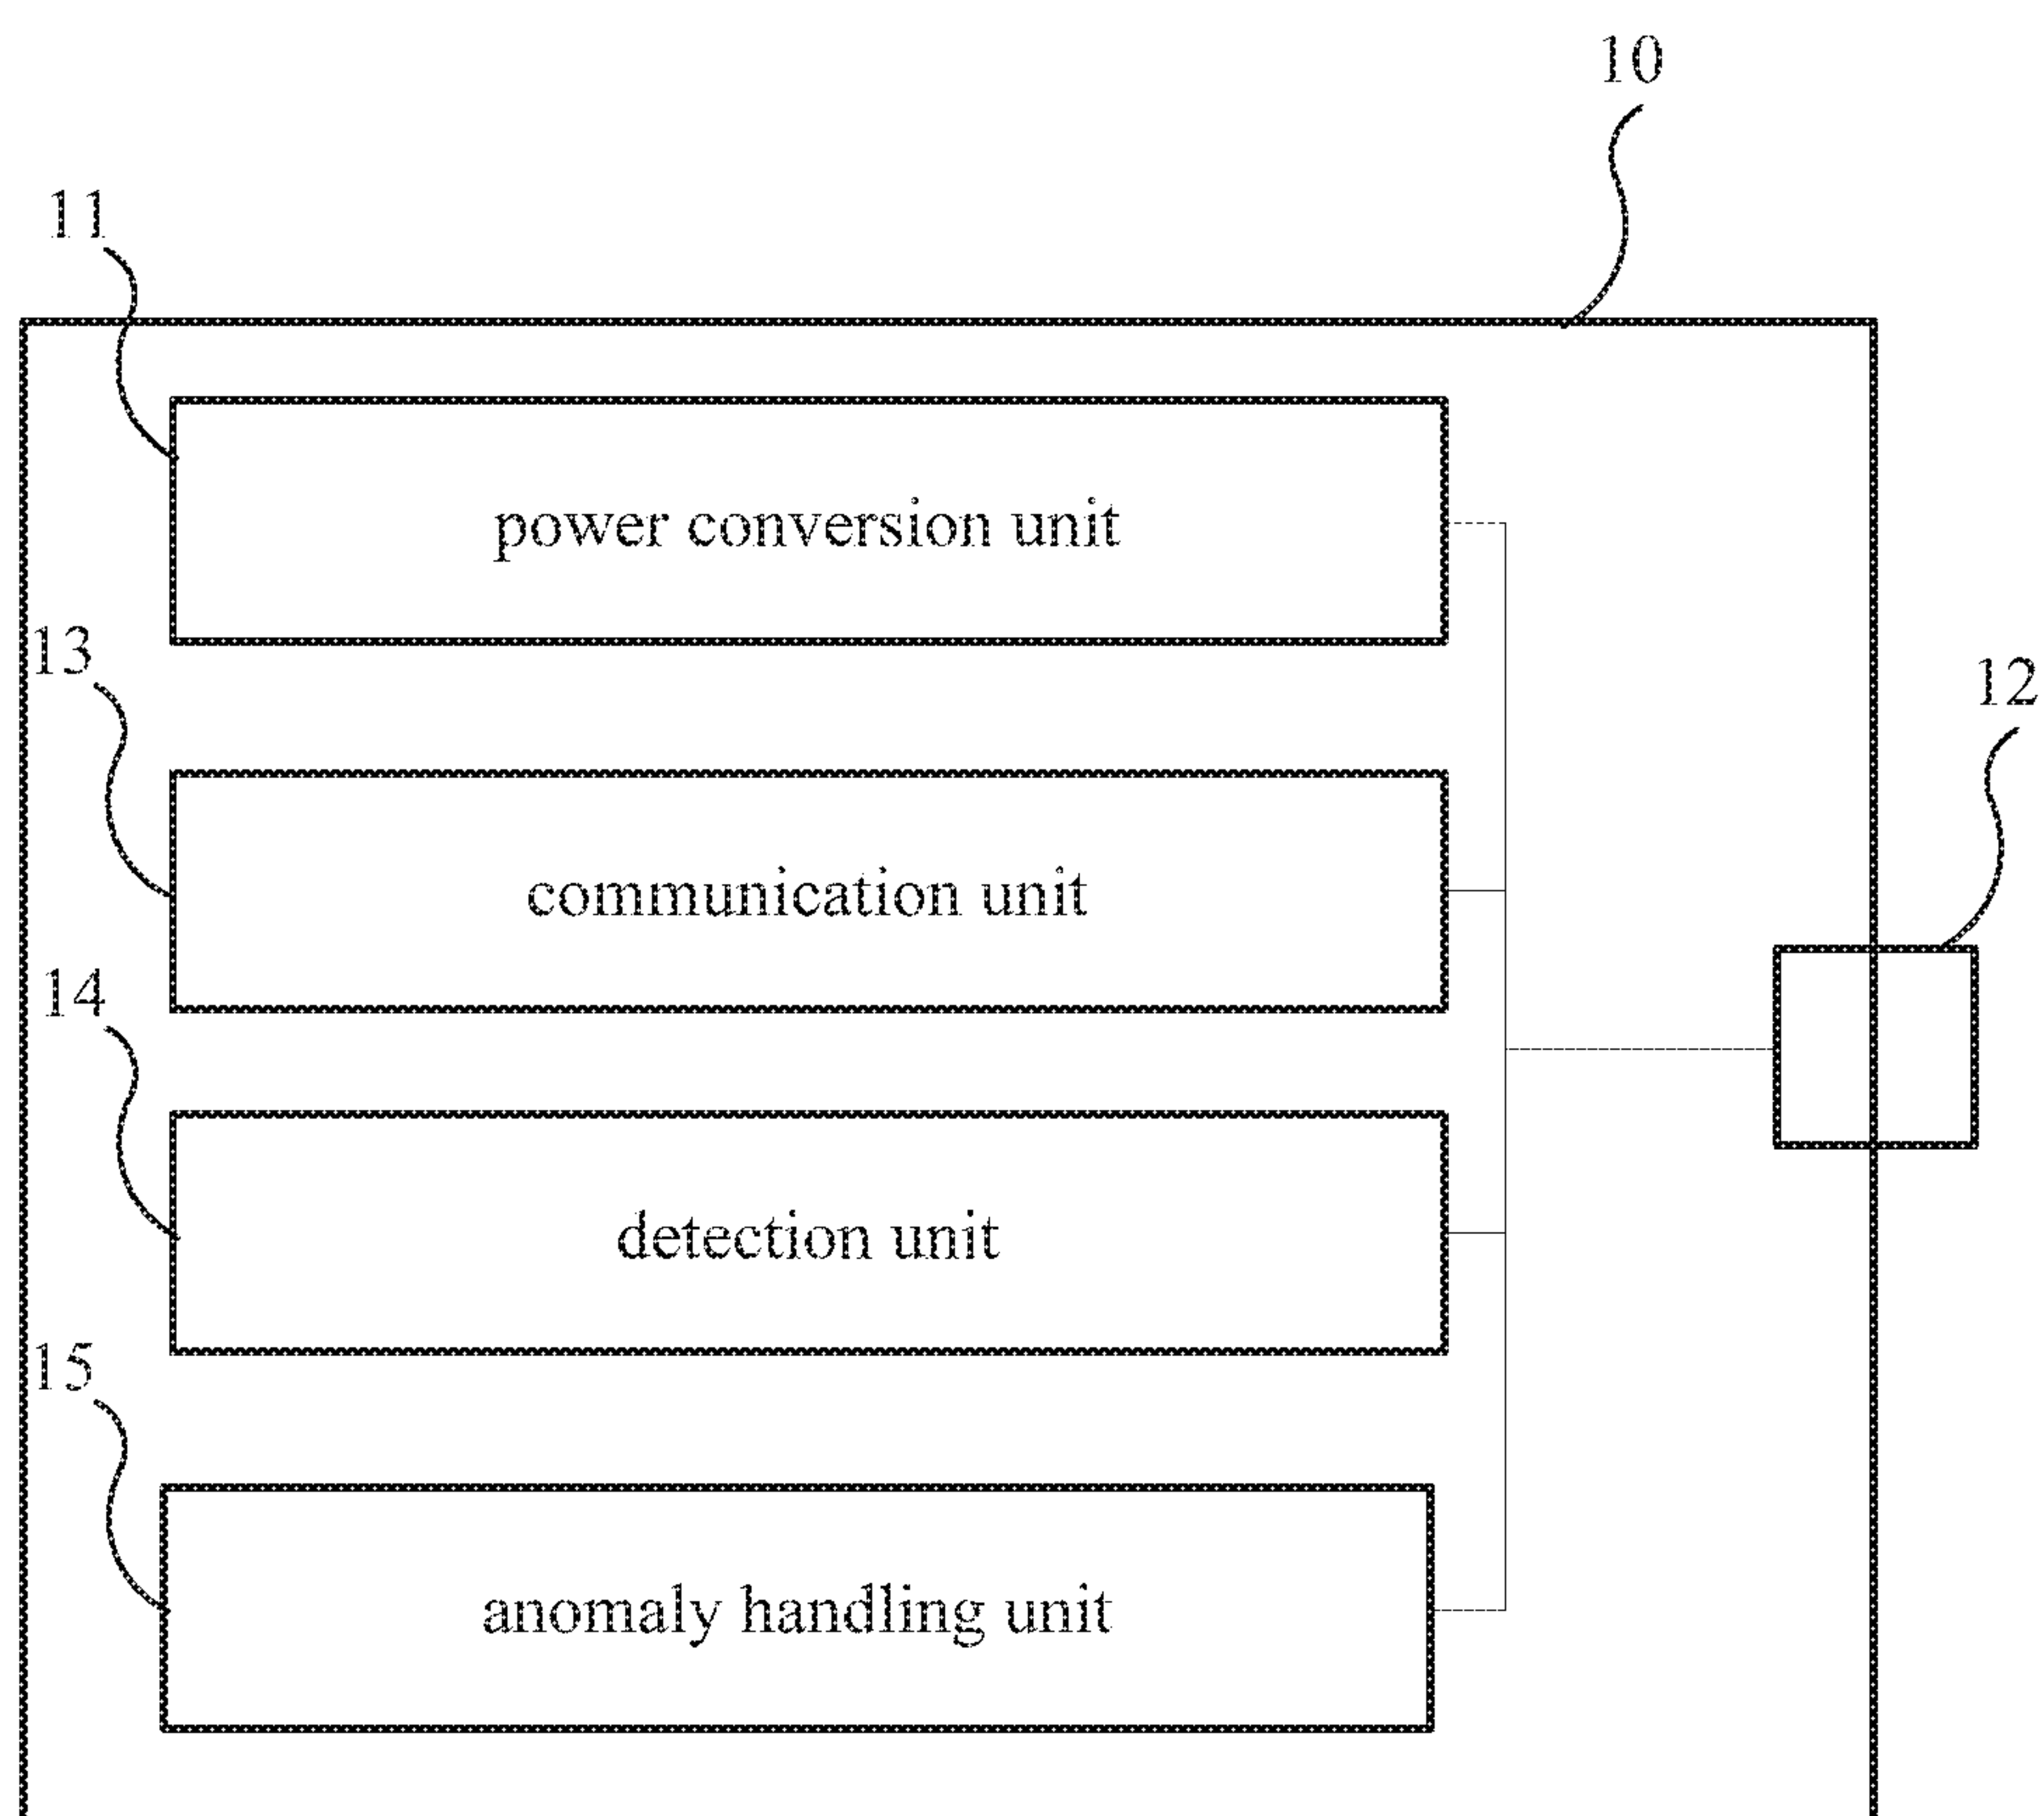 10
11
power conversion unit
13
12
communication unit
14
detection unit
15
anomaly handling unit